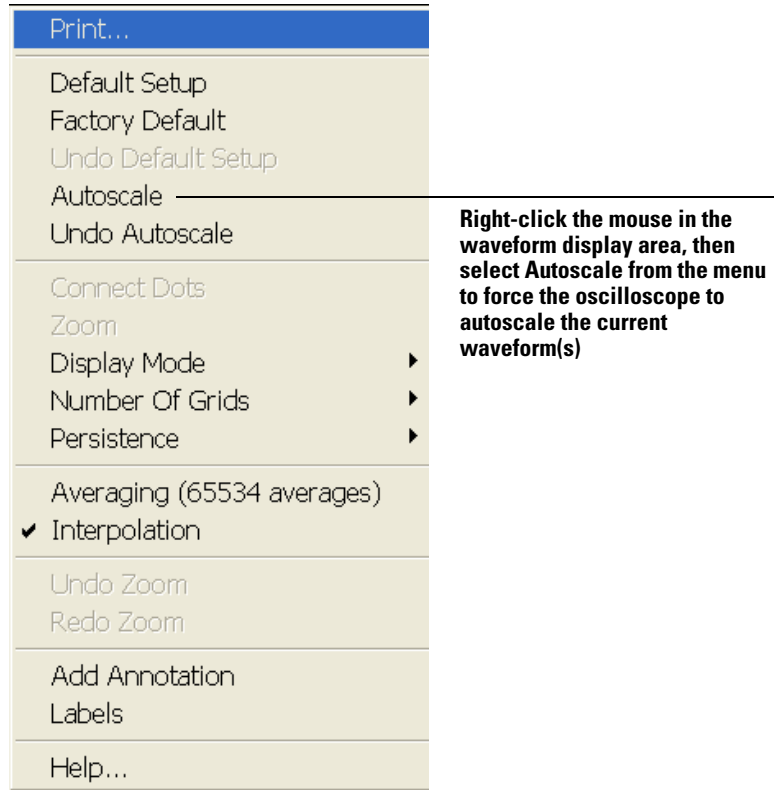 Print...
Default Setup
Factory Default
Undo Default Setup
Autoscale
Undo Autoscale
Connect Dots
Zoom
Display Mode
Number Of Grids
Persistence
Averaging (65534 averages)
Interpolation
Undo Zoom
Redo Zoom
Add Annotation
Labels
Help...
Right-click the mouse in the
waveform display area, then
select Autoscale from the menu
to force the oscilloscope to
autoscale the current
waveform(s)